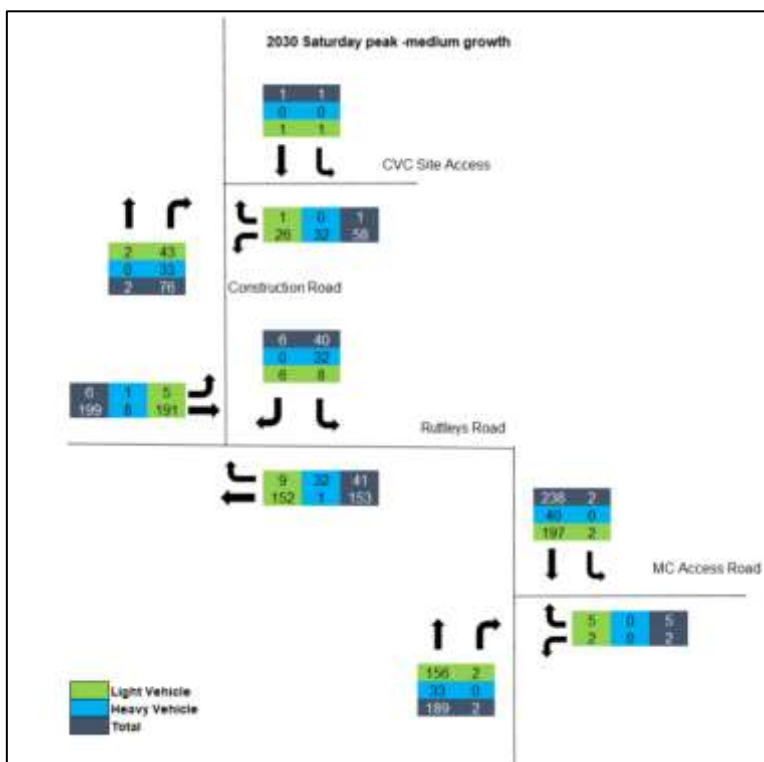 2030 Saturday peak -medium growth
1 1
0 0
1 1
CVC Site Access
1 0 1
26 32 58
2 43
0 33
2 76
Construction Road
6 40
0 32
6 8
6 1 5
199 8 191
Ruttleys Road
9 32 41
152 1 153
238 2
40 0
197 2
MC Access Road
5 0 5
2 0 2
156 2
33 0
189 2
Light Vehicle
Heavy Vehicle
Total